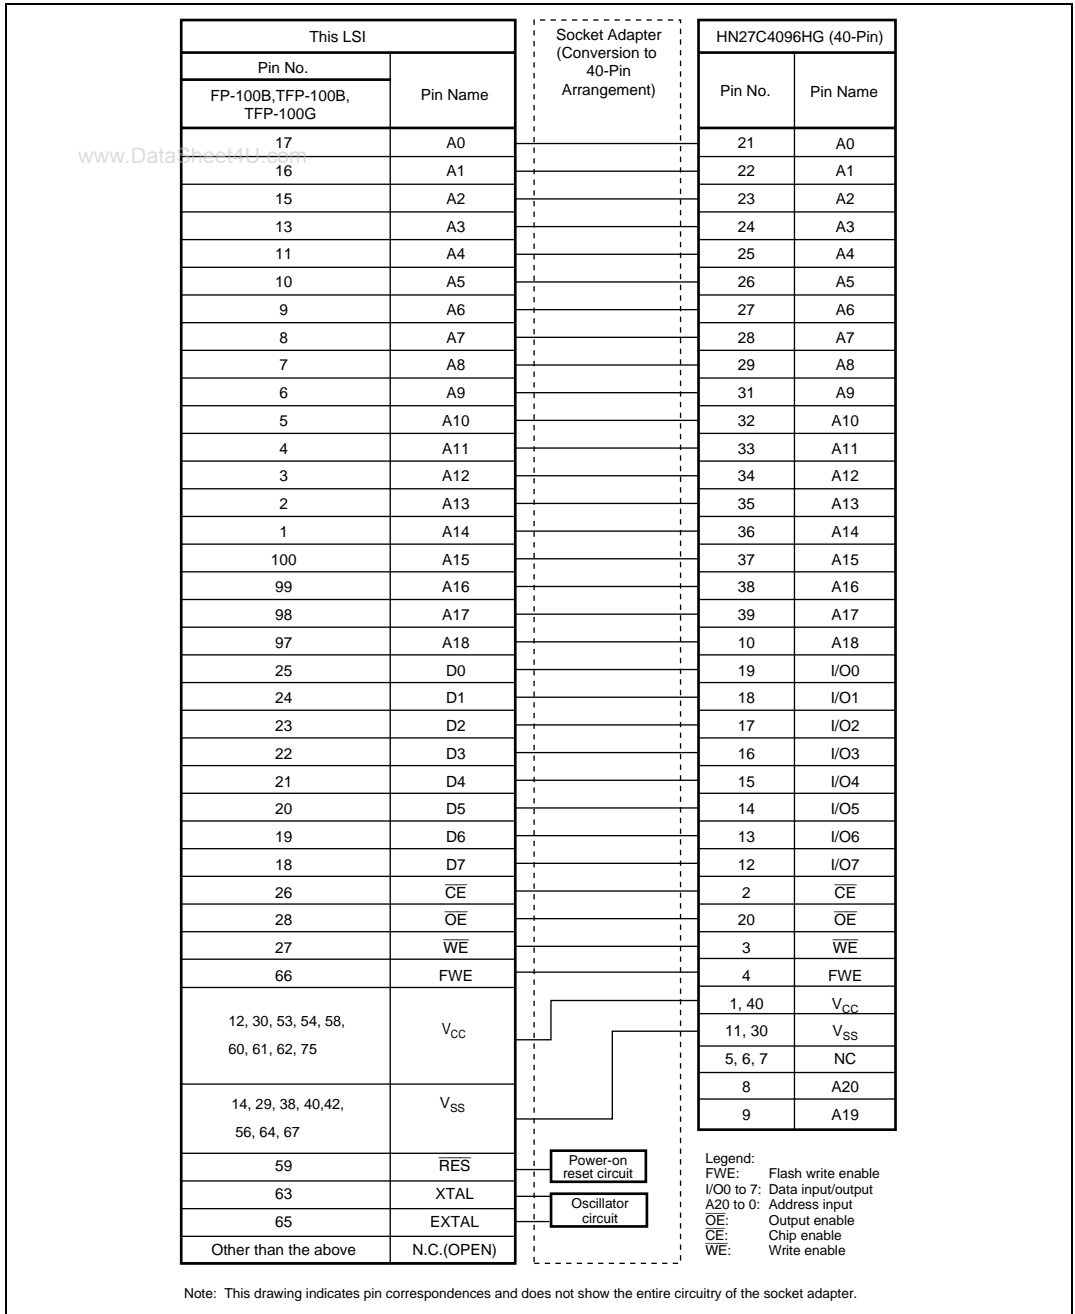 This LSI
Socket Adapter
(Conversion to
40-Pin
Arrangement)
HN27C4096HG (40-Pin)
Pin No.
FP-100B,TFP-100B,
TFP-100G
Pin Name
Pin No.
Pin Name
www.DataSheet4U.com
17 A0 21 A0
16 A1 22 A1
15 A2 23 A2
13 A3 24 A3
11 A4 25 A4
10 A5 26 A5
9 A6 27 A6
8 A7 28 A7
7 A8 29 A8
6 A9 31 A9
5 A10 32 A10
4 A11 33 A11
3 A12 34 A12
2 A13 35 A13
1 A14 36 A14
100 A15 37 A15
99 A16 38 A16
98 A17 39 A17
97 A18 10 A18
25 D0 19 I/O0
24 D1 18 I/O1
23 D2 17 I/O2
22 D3 16 I/O3
21 D4 15 I/O4
20 D5 14 I/O5
19 D6 13 I/O6
18 D7 12 I/O7
26 C̅E̅ 2 C̅E̅
28 O̅E̅ 20 O̅E̅
27 W̅E̅ 3 W̅E̅
66 FWE 4 FWE
12, 30, 53, 54, 58,
60, 61, 62, 75
VCC
1, 40 VCC
11, 30 VSS
5, 6, 7 NC
8 A20
9 A19
14, 29, 38, 40,42,
56, 64, 67
VSS
59 R̅E̅S̅
Power-on
reset circuit
63 XTAL
65 EXTAL
Oscillator
circuit
Other than the above N.C.(OPEN)
Legend:
FWE: Flash write enable
I/O0 to 7: Data input/output
A20 to 0: Address input
O̅E̅: Output enable
C̅E̅: Chip enable
W̅E̅: Write enable
Note: This drawing indicates pin correspondences and does not show the entire circuitry of the socket adapter.